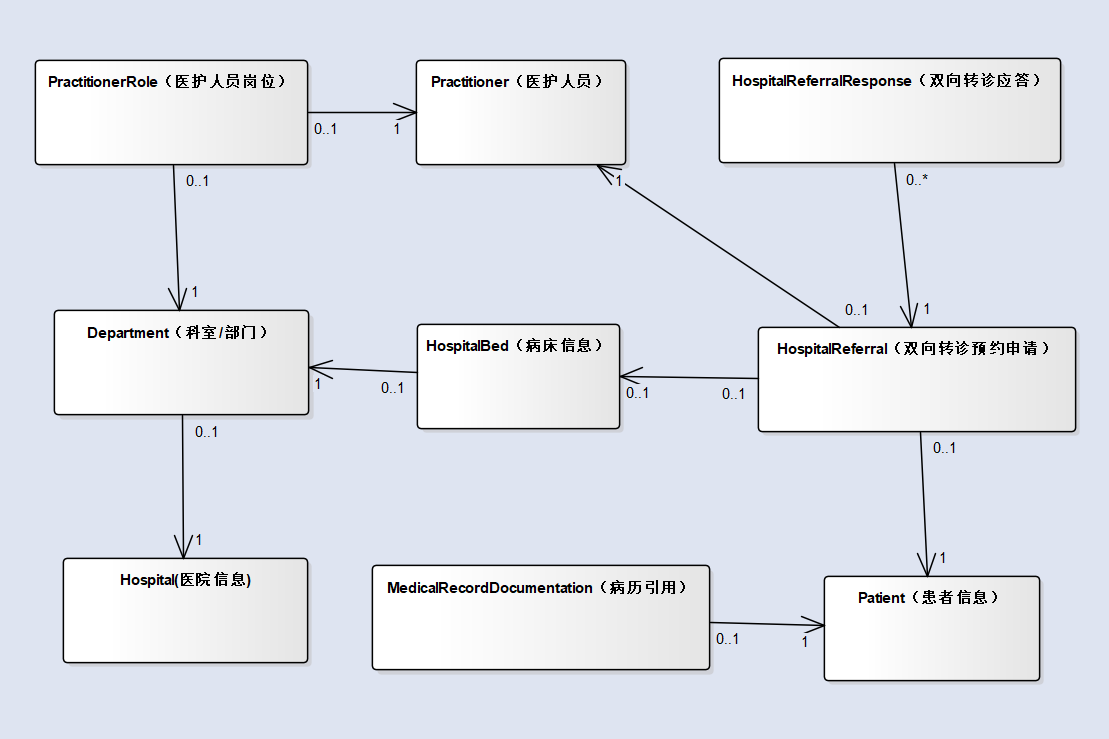 PractitionerRole（医护人员岗位）
Practitioner（医护人员）
HospitalReferralResponse（双向转诊应答）
0..1
1
0..1
1
0..*
1
0..1
1
Department（科室/部门）
HospitalBed（病床信息）
HospitalReferral（双向转诊预约申请）
1
0..1
0..1
0..1
0..1
0..1
1
1
Hospital(医院信息)
MedicalRecordDocumentation（病历引用）
Patient（患者信息）
0..1
1